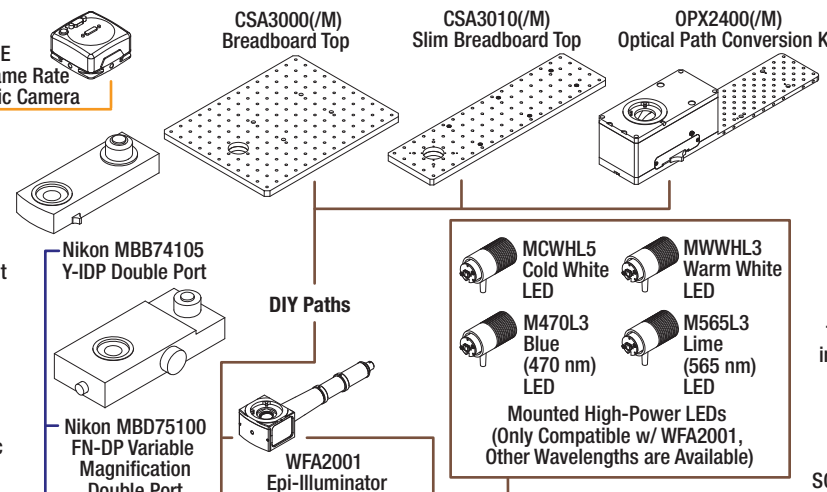 CSA3000(/M)
Breadboard Top
CSA3010(/M)
Slim Breadboard Top
OPX2400(/M)
Optical Path Conversion K
E
ame Rate
ic Camera
Nikon MBB74105
Y-IDP Double Port
t
DIY Paths
MCWHL5
Cold White
LED
MWWHL3
Warm White
LED
M470L3
Blue
(470 nm)
LED
M565L3
Lime
(565 nm)
LED
Mounted High-Power LEDs
(Only Compatible w/ WFA2001,
Other Wavelengths are Available)
Nikon MBD75100
FN-DP Variable
Magnification
Double Port
c
WFA2001
Epi-Illuminator